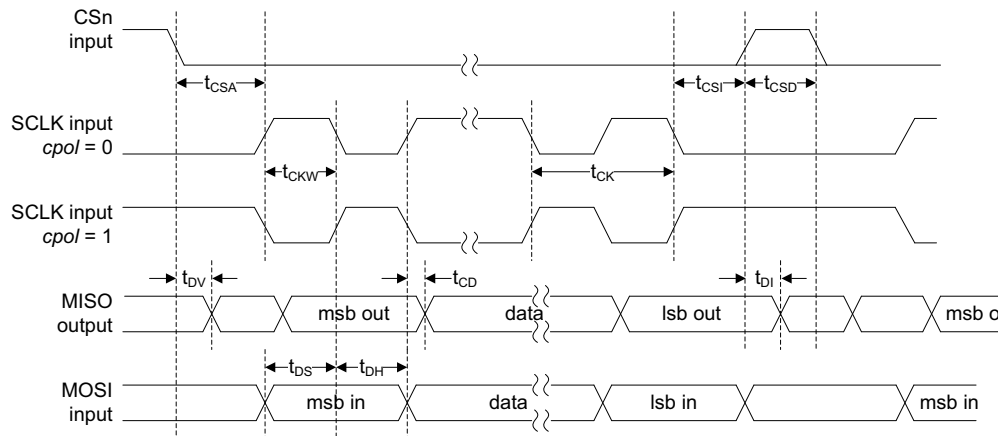 CSn
input
tCSA
tCSI
tCSD
SCLK input
cpol = 0
tCKW
tCK
SCLK input
cpol = 1
tDV
tCD
tDI
MISO
output
msb out
data
lsb out
msb o
tDS
tDH
MOSI
input
msb in
data
lsb in
msb in